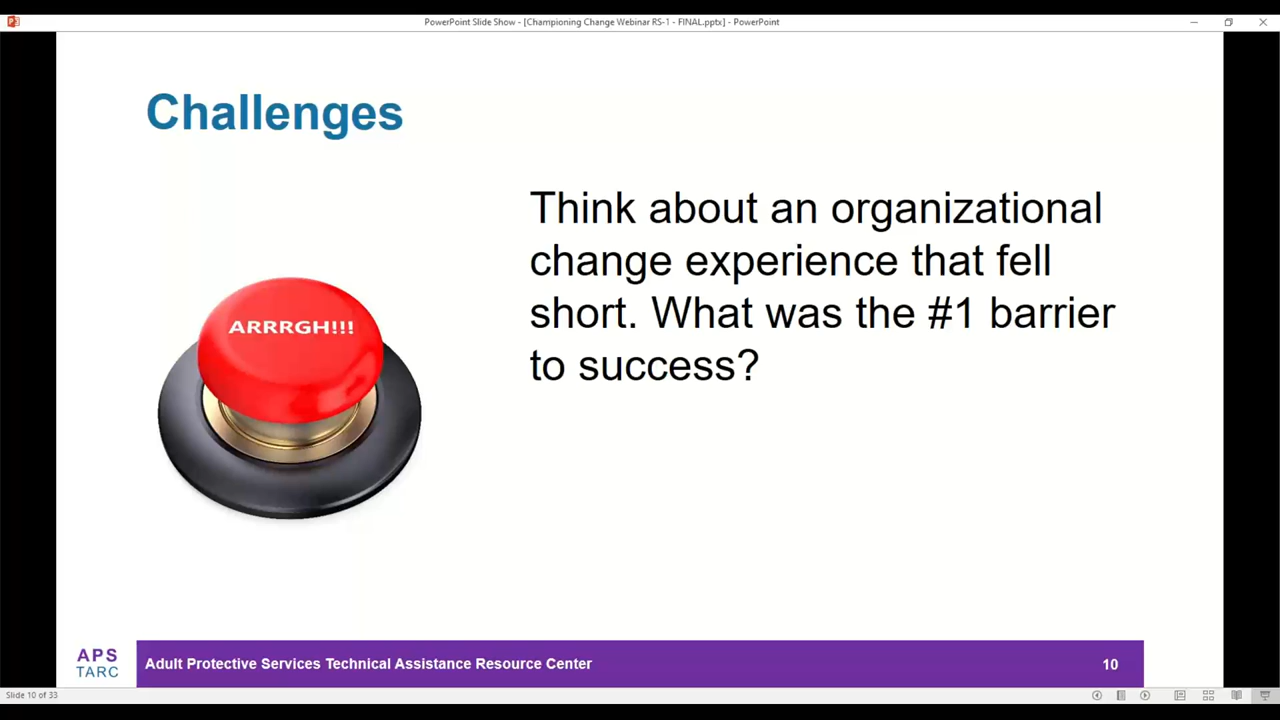 PowerPoint Slide Show - [Championing Change Webinar RS-1 - FINAL.pptx] - PowerPoint
Challenges
Think about an organizational
change experience that fell
short. What was the #1 barrier
to success?
ARRRGH!!!
APS
TARC
Adult Protective Services Technical Assistance Resource Center
10
Slide 10 of 33